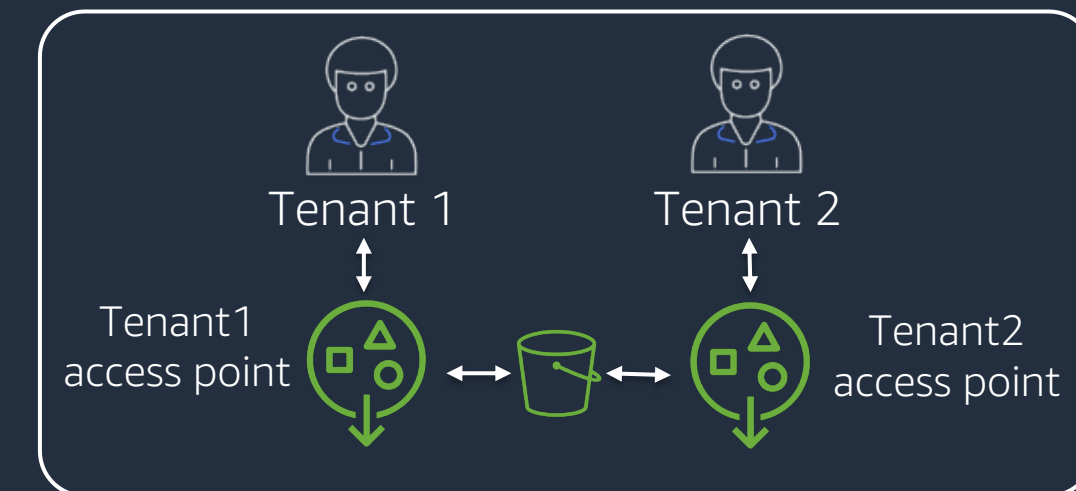 Tenant 1
Tenant 2
Tenant1
access point
Tenant2
access point